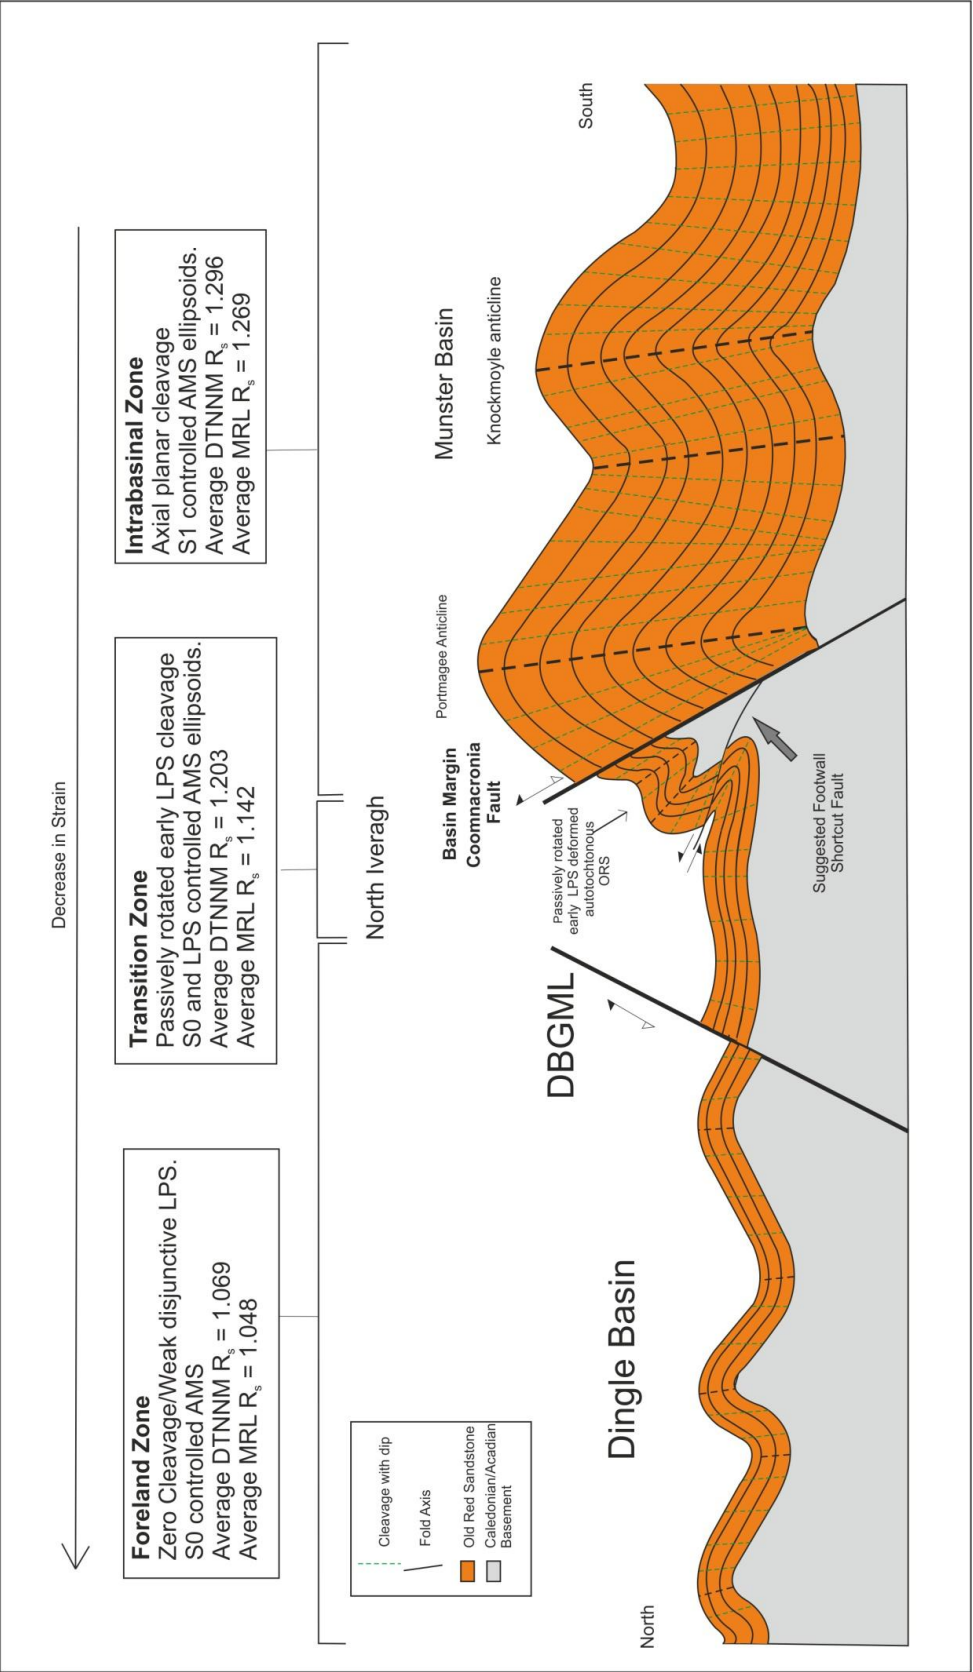 Decrease in Strain
Foreland Zone
Zero Cleavage/Weak disjunctive LPS.
S0 controlled AMS
Average DTNNM Rs = 1.069
Average MRL Rs = 1.048
Transition Zone
Passively rotated early LPS cleavage
S0 and LPS controlled AMS ellipsoids.
Average DTNNM Rs = 1.203
Average MRL Rs = 1.142
Intrabasinal Zone
Axial planar cleavage
S1 controlled AMS ellipsoids.
Average DTNNM Rs = 1.296
Average MRL Rs = 1.269
North Iveragh
Cleavage with dip
Fold Axis
Old Red Sandstone
Caledonian/Acadian
Basement
North
Dingle Basin
DBGML
Passively rotated
early LPS deformed
autotochtonous
ORS
Basin Margin
Coomnacronia
Fault
Portmagee Anticline
Munster Basin
Knockmoyle anticline
South
Suggested Footwall
Shortcut Fault